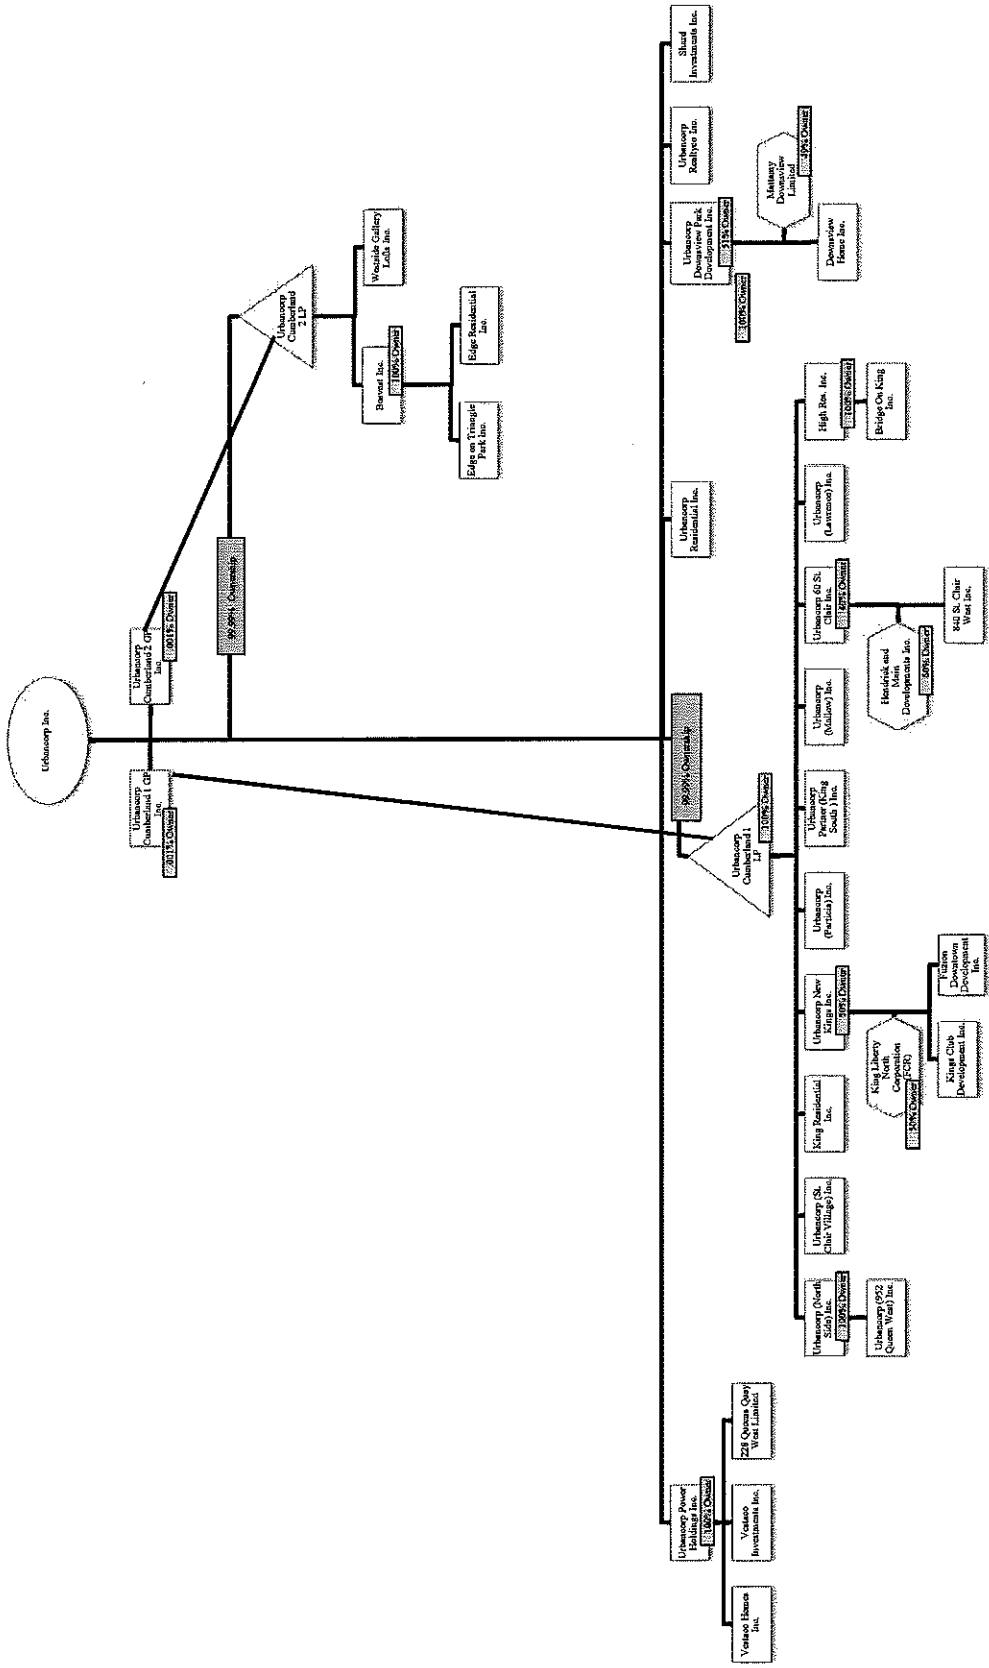 Urbancorp Inc.
Urbancorp
Cumberland 1 GP
Inc.
.001% Owner
Urbancorp
Cumberland 2 GP
Inc.
.001% Owner
99.99% Ownership
Urbancorp
Cumberland
2 LP
Bosvest Inc.
100% Owner
Westside Gallery
Lofts Inc.
Edge on Triangle
Park Inc.
Edge Residential
Inc.
Urbancorp Power
Holdings Inc.
100% Owner
Vestaco Homes
Inc.
Vestaco
Investments Inc.
228 Queens Quay
West Limited
99.99% Ownership
Urbancorp
Cumberland 1
LP
100% Owner
Urbancorp
Residential Inc.
Urbancorp
Downsview Park
Development Inc.
51% Owner
100% Owner
Mattamy
Downsview
Limited
49% Owner
Downsview
Home Inc.
Urbancorp
Realtyco Inc.
Shard
Investments Inc.
Urbancorp (North
Side) Inc.
100% Owner
Urbancorp (952
Queen West) Inc.
Urbancorp (St.
Clair Village) Inc.
King Residential
Inc.
Urbancorp New
Kings Inc.
50% Owner
King Liberty
North
Corporation
(FCR)
50% Owner
Kings Club
Development Inc.
Fuzion
Downtown
Development
Inc.
Urbancorp
(Particia) Inc.
Urbancorp
Partner (King
South ) Inc.
Urbancorp
(Mallow) Inc.
Urbancorp 60 St.
Clair Inc.
40% Owner
Hendrick and
Main
Developments Inc.
60% Owner
840 St. Clair
West Inc.
Urbancorp
(Lawrence) Inc.
High Res. Inc.
100% Owner
Bridge On King
Inc.